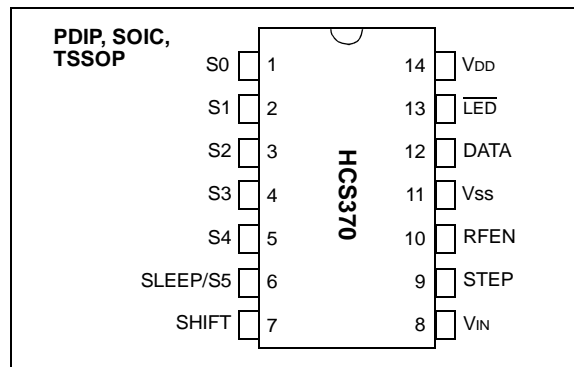 PDIP, SOIC,
TSSOP
S0 1 14 VDD
S1 2 13 L̅E̅D̅
S2 3 12 DATA
S3 4 11 VSS
S4 5 10 RFEN
SLEEP/S5 6 9 STEP
SHIFT 7 8 VIN
HCS370